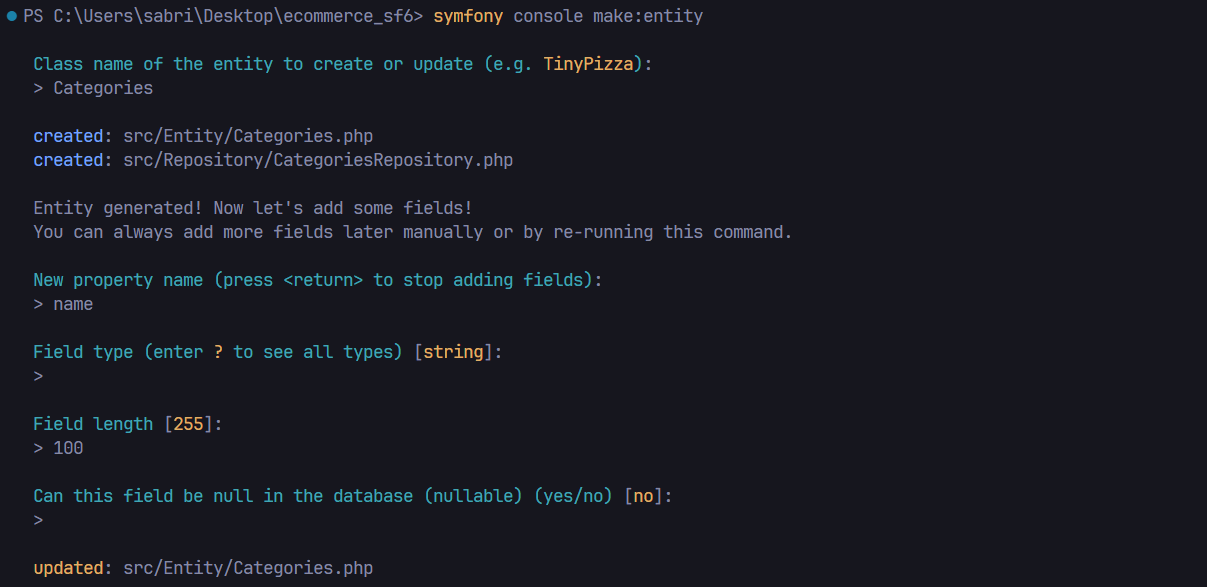 PS C:\Users\sabri\Desktop\ecommerce_sf6> symfony console make:entity
Class name of the entity to create or update (e.g. TinyPizza):
> Categories
created: src/Entity/Categories.php
created: src/Repository/CategoriesRepository.php
Entity generated! Now let's add some fields!
You can always add more fields later manually or by re-running this command.
New property name (press <return> to stop adding fields):
> name
Field type (enter ? to see all types) [string]:
>
Field length [255]:
> 100
Can this field be null in the database (nullable) (yes/no) [no]:
>
updated: src/Entity/Categories.php